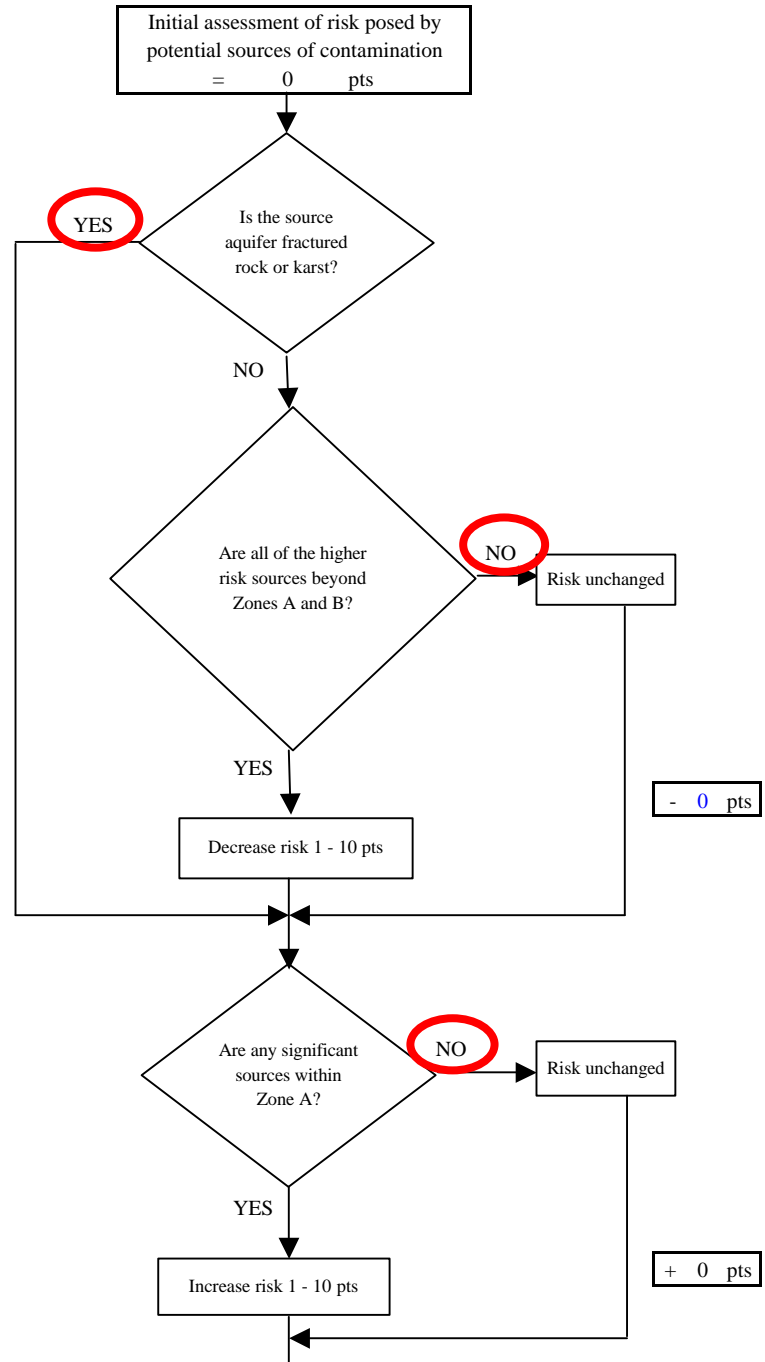 Initial assessment of risk posed by
potential sources of contamination
= 0 pts
YES
Is the source
aquifer fractured
rock or karst?
NO
Are all of the higher
risk sources beyond
Zones A and B?
NO
Risk unchanged
YES
- 0 pts
Decrease risk 1 - 10 pts
Are any significant
sources within
Zone A?
NO
Risk unchanged
YES
+ 0 pts
Increase risk 1 - 10 pts